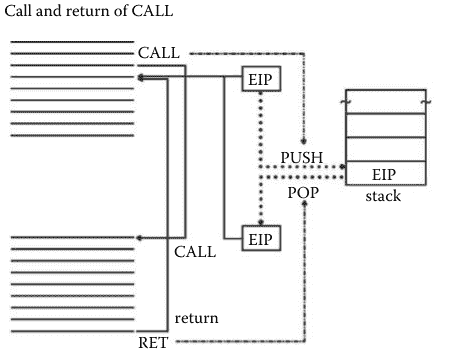 Call and return of CALL
CALL
EIP
PUSH
EIP
POP
stack
EIP
CALL
return
RET